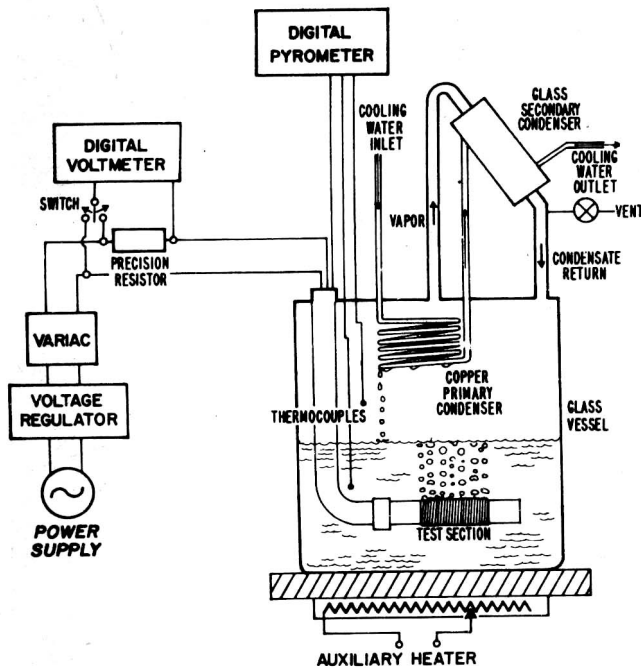 DIGITAL
PYROMETER
GLASS
SECONDARY
CONDENSER
COOLING
WATER
INLET
COOLING
WATER
OUTLET
DIGITAL
VOLTMETER
SWITCH
VAPOR
VENT
PRECISION
RESISTOR
CONDENSATE
RETURN
VARIAC
COPPER
PRIMARY
CONDENSER
VOLTAGE
REGULATOR
THERMOCOUPLES
GLASS
VESSEL
POWER
SUPPLY
TEST SECTION
AUXILIARY HEATER